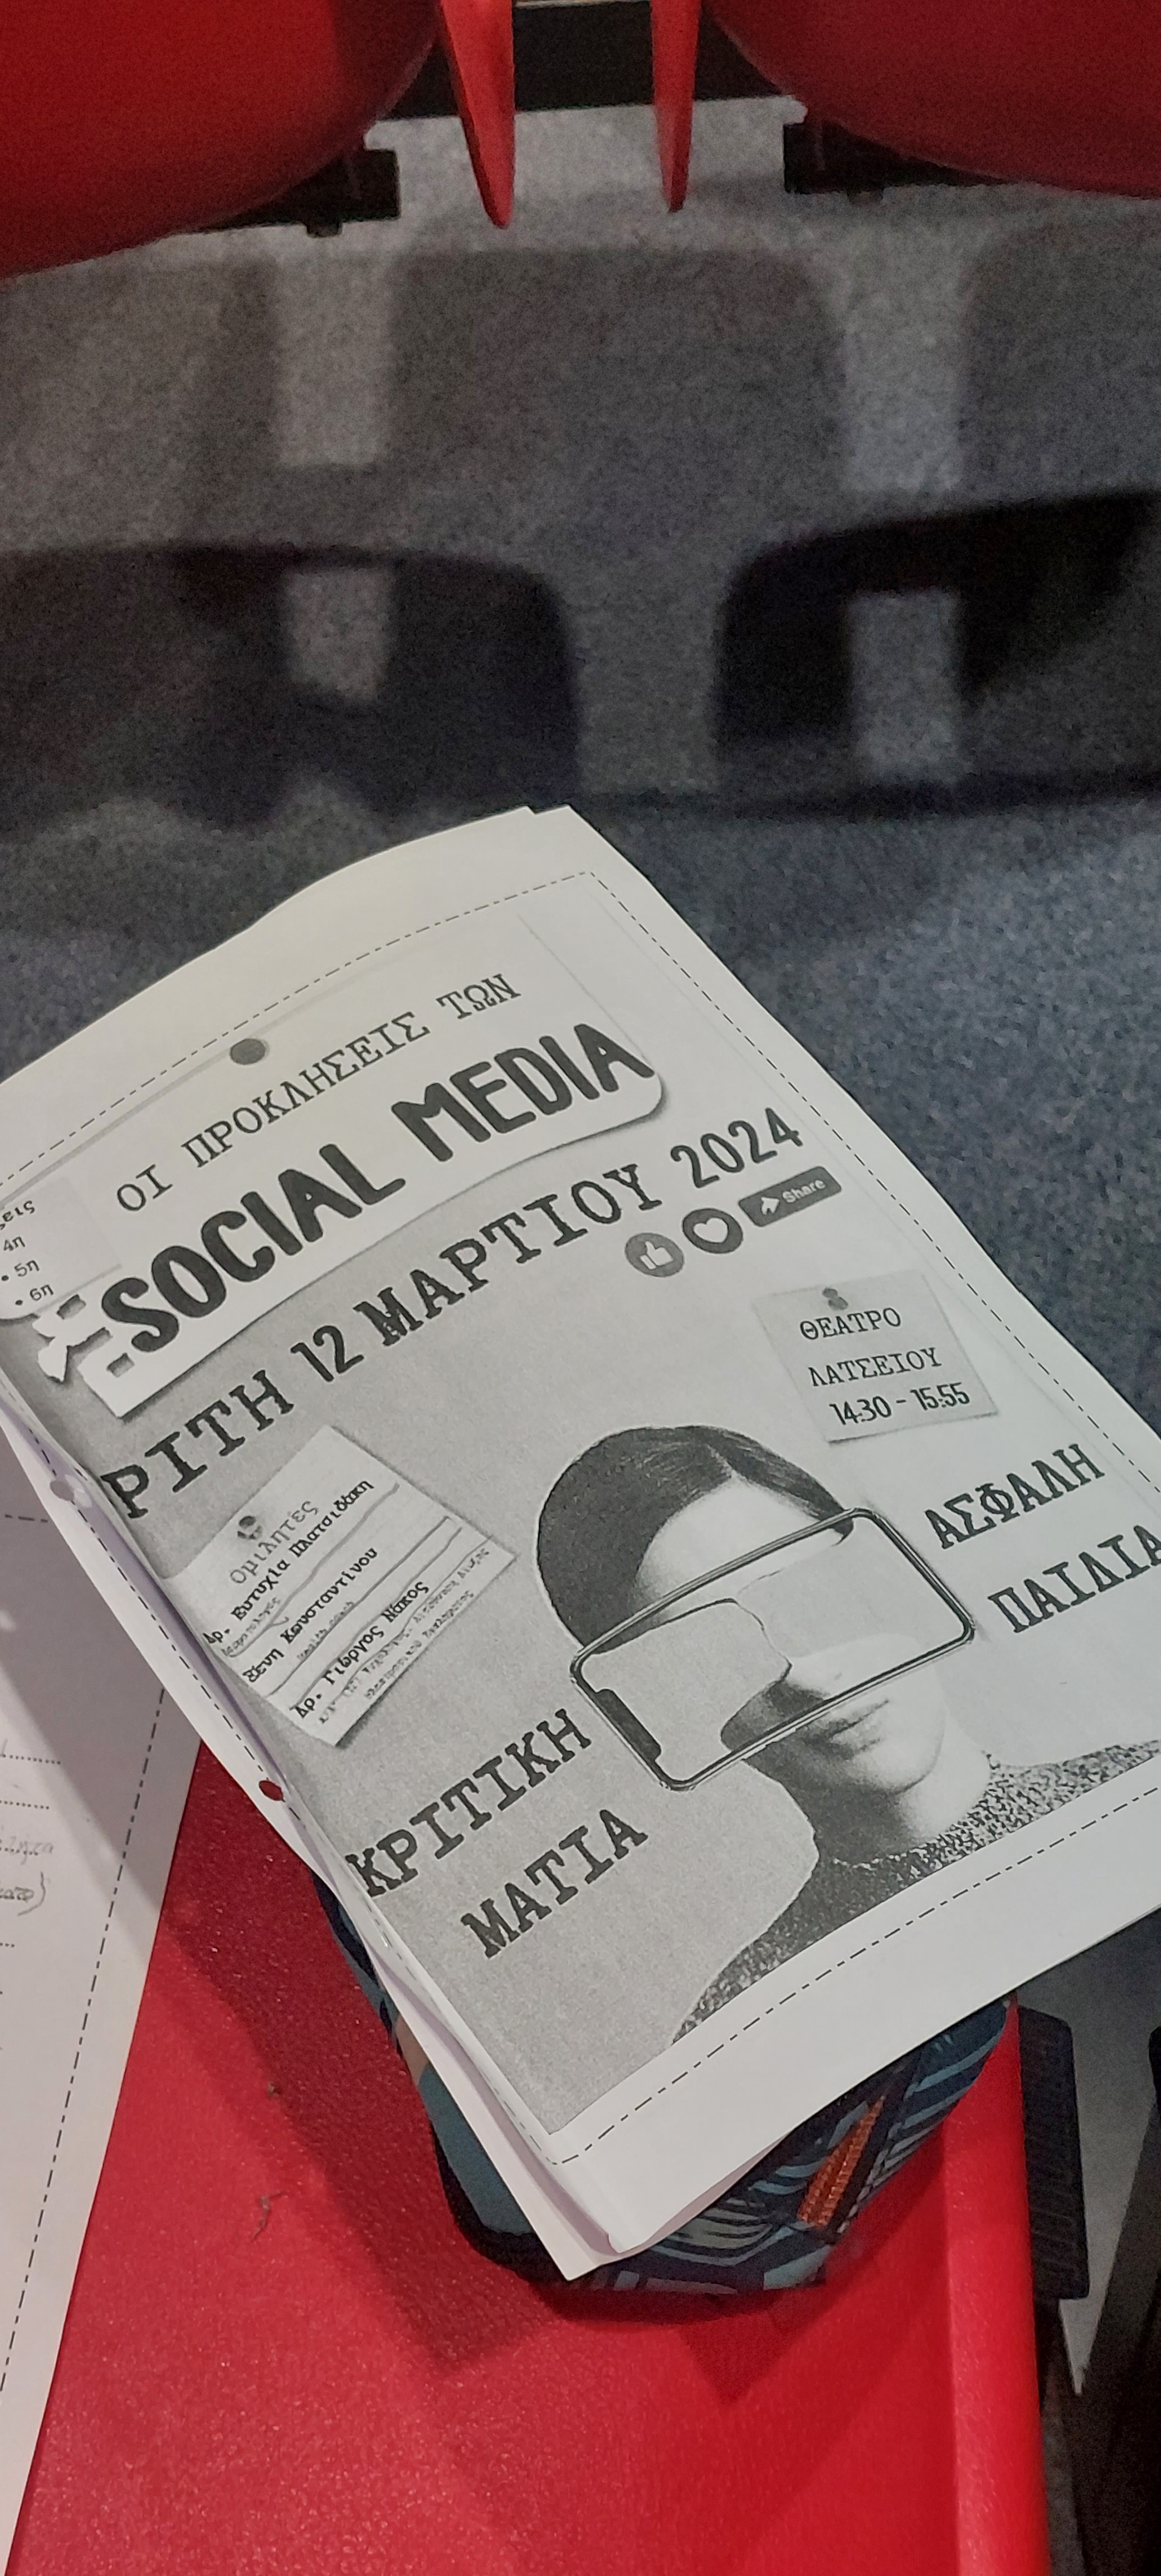 ΟΙ ΠΡΟΚΛΗΣΕΙΣ ΤΩΝ
SOCIAL MEDIA
ΡΙΤΗ 12 ΜΑΡΤΙΟΥ 2024
Share
4η
• 5η
• 6η
ΘΕΑΤΡΟ
ΛΑΤΣΕΙΟΥ
14:30 - 15:55
Ομιλητές
Δρ. Ευτυχία Πλατσιδάκη
Ξένη Κωνσταντίνου
Δρ. Γιώργος Νάκος
ΑΣΦΑΛΗ
ΠΑΙΔΙΑ
ΚΡΙΤΙΚΗ
ΜΑΤΙΑ